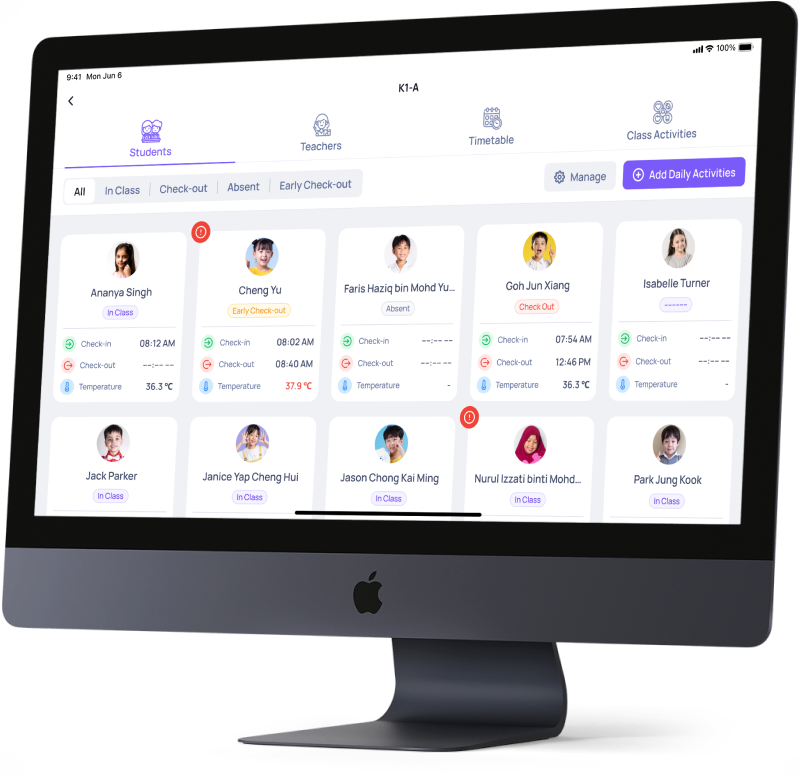 9:41 Mon Jun 6
100%
K1-A
Students
Teachers
Timetable
Class Activities
All
In Class
Check-out
Absent
Early Check-out
Manage
Add Daily Activities
Ananya Singh
In Class
Check-in 08:12 AM
Check-out --:-- --
Temperature 36.3 ℃
Cheng Yu
Early Check-out
Check-in 08:02 AM
Check-out 08:40 AM
Temperature 37.9 ℃
Faris Haziq bin Mohd Yu...
Absent
Check-in --:-- --
Check-out --:-- --
Temperature -
Goh Jun Xiang
Check Out
Check-in 07:54 AM
Check-out 12:46 PM
Temperature 36.3 ℃
Isabelle Turner
------
Check-in --:-- --
Check-out --:-- --
Temperature -
Jack Parker
In Class
Janice Yap Cheng Hui
In Class
Jason Chong Kai Ming
In Class
Nurul Izzati binti Mohd...
In Class
Park Jung Kook
In Class